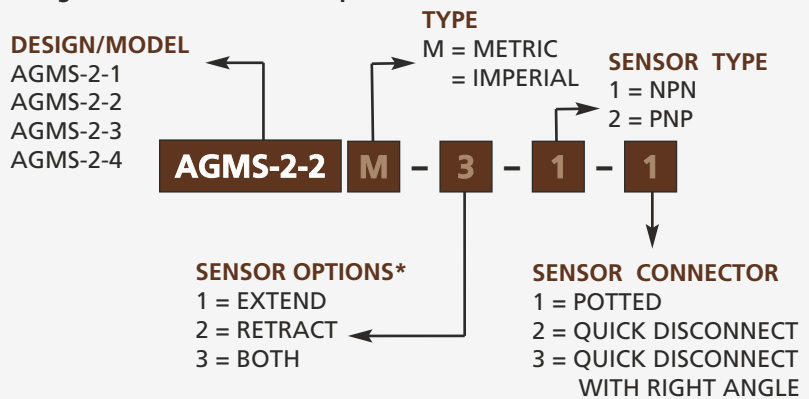 TYPE
M = METRIC
= IMPERIAL
DESIGN/MODEL
AGMS-2-1
AGMS-2-2
AGMS-2-3
AGMS-2-4
SENSOR TYPE
1 = NPN
2 = PNP
AGMS-2-2 M - 3 - 1 - 1
SENSOR OPTIONS*
1 = EXTEND
2 = RETRACT
3 = BOTH
SENSOR CONNECTOR
1 = POTTED
2 = QUICK DISCONNECT
3 = QUICK DISCONNECT
WITH RIGHT ANGLE